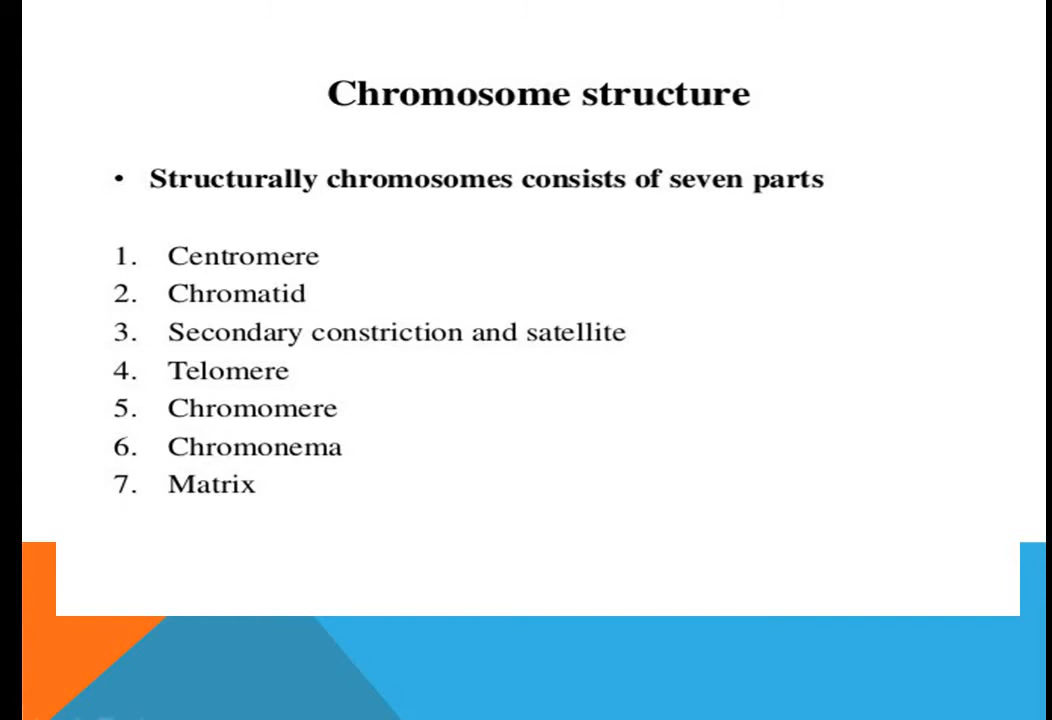 Chromosome structure
• Structurally chromosomes consists of seven parts
1. Centromere
2. Chromatid
3. Secondary constriction and satellite
4. Telomere
5. Chromomere
6. Chromonema
7. Matrix